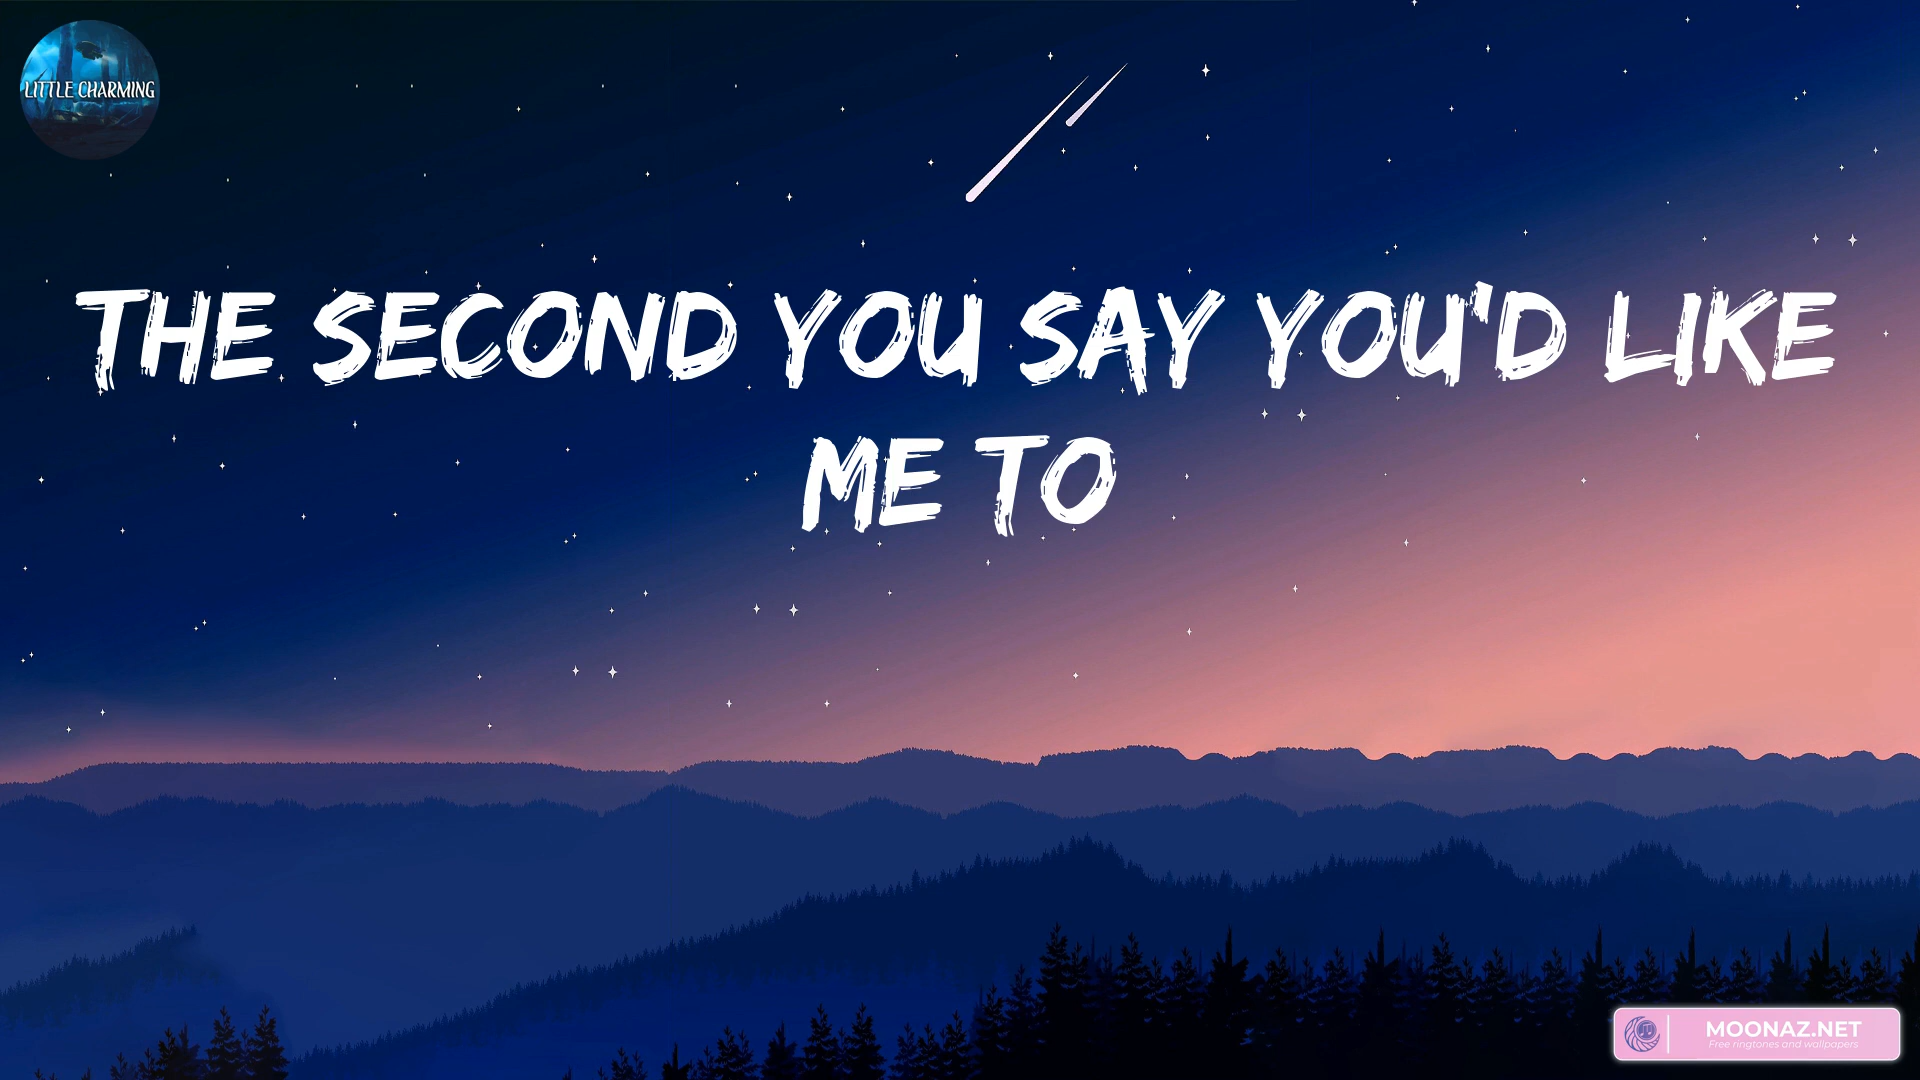 LITTLE CHARMING
THE SECOND YOU SAY YOU'D LIKE
ME TO
MOONAZ.NET
Free ringtones and wallpapers